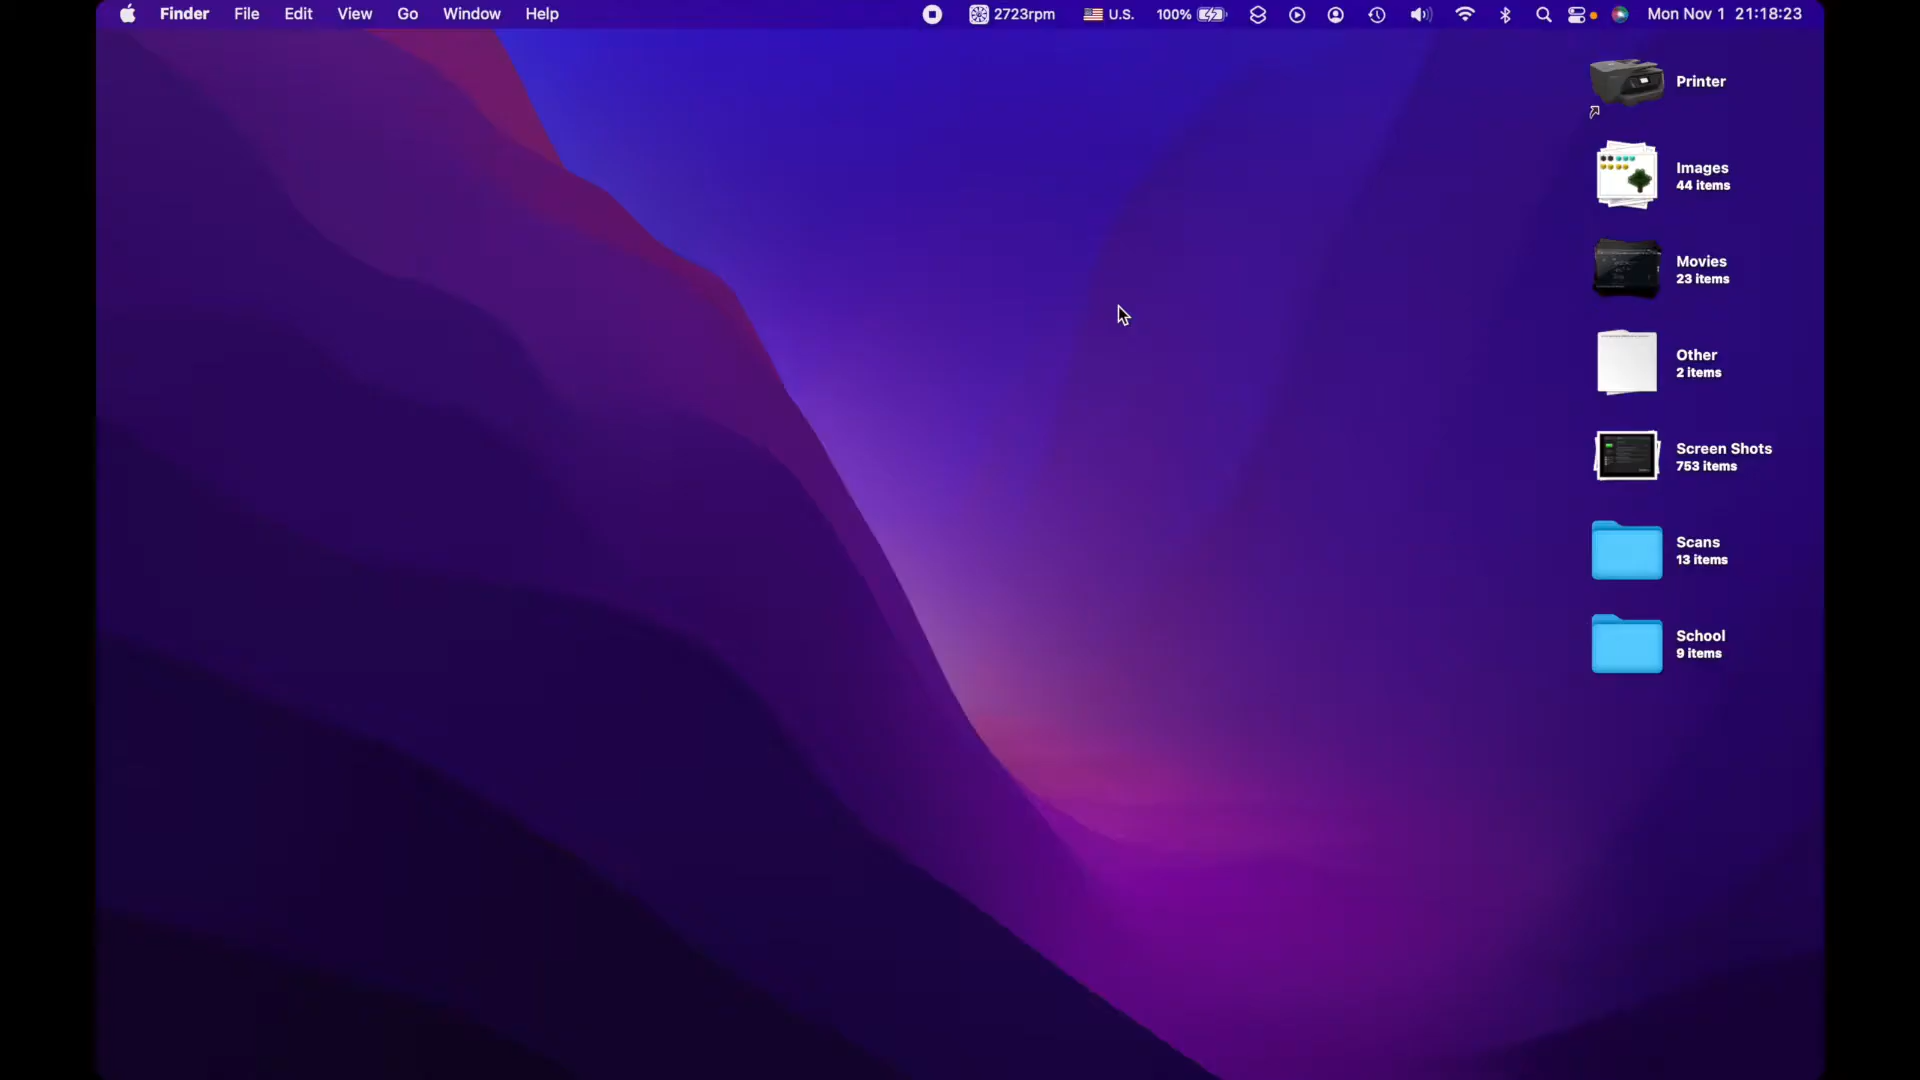 Finder File Edit View Go Window Help 2723rpm U.S. 100% Mon Nov 1 21:18:23
Printer
Images
44 items
Movies
23 items
Other
2 items
Screen Shots
753 items
Scans
13 items
School
9 items